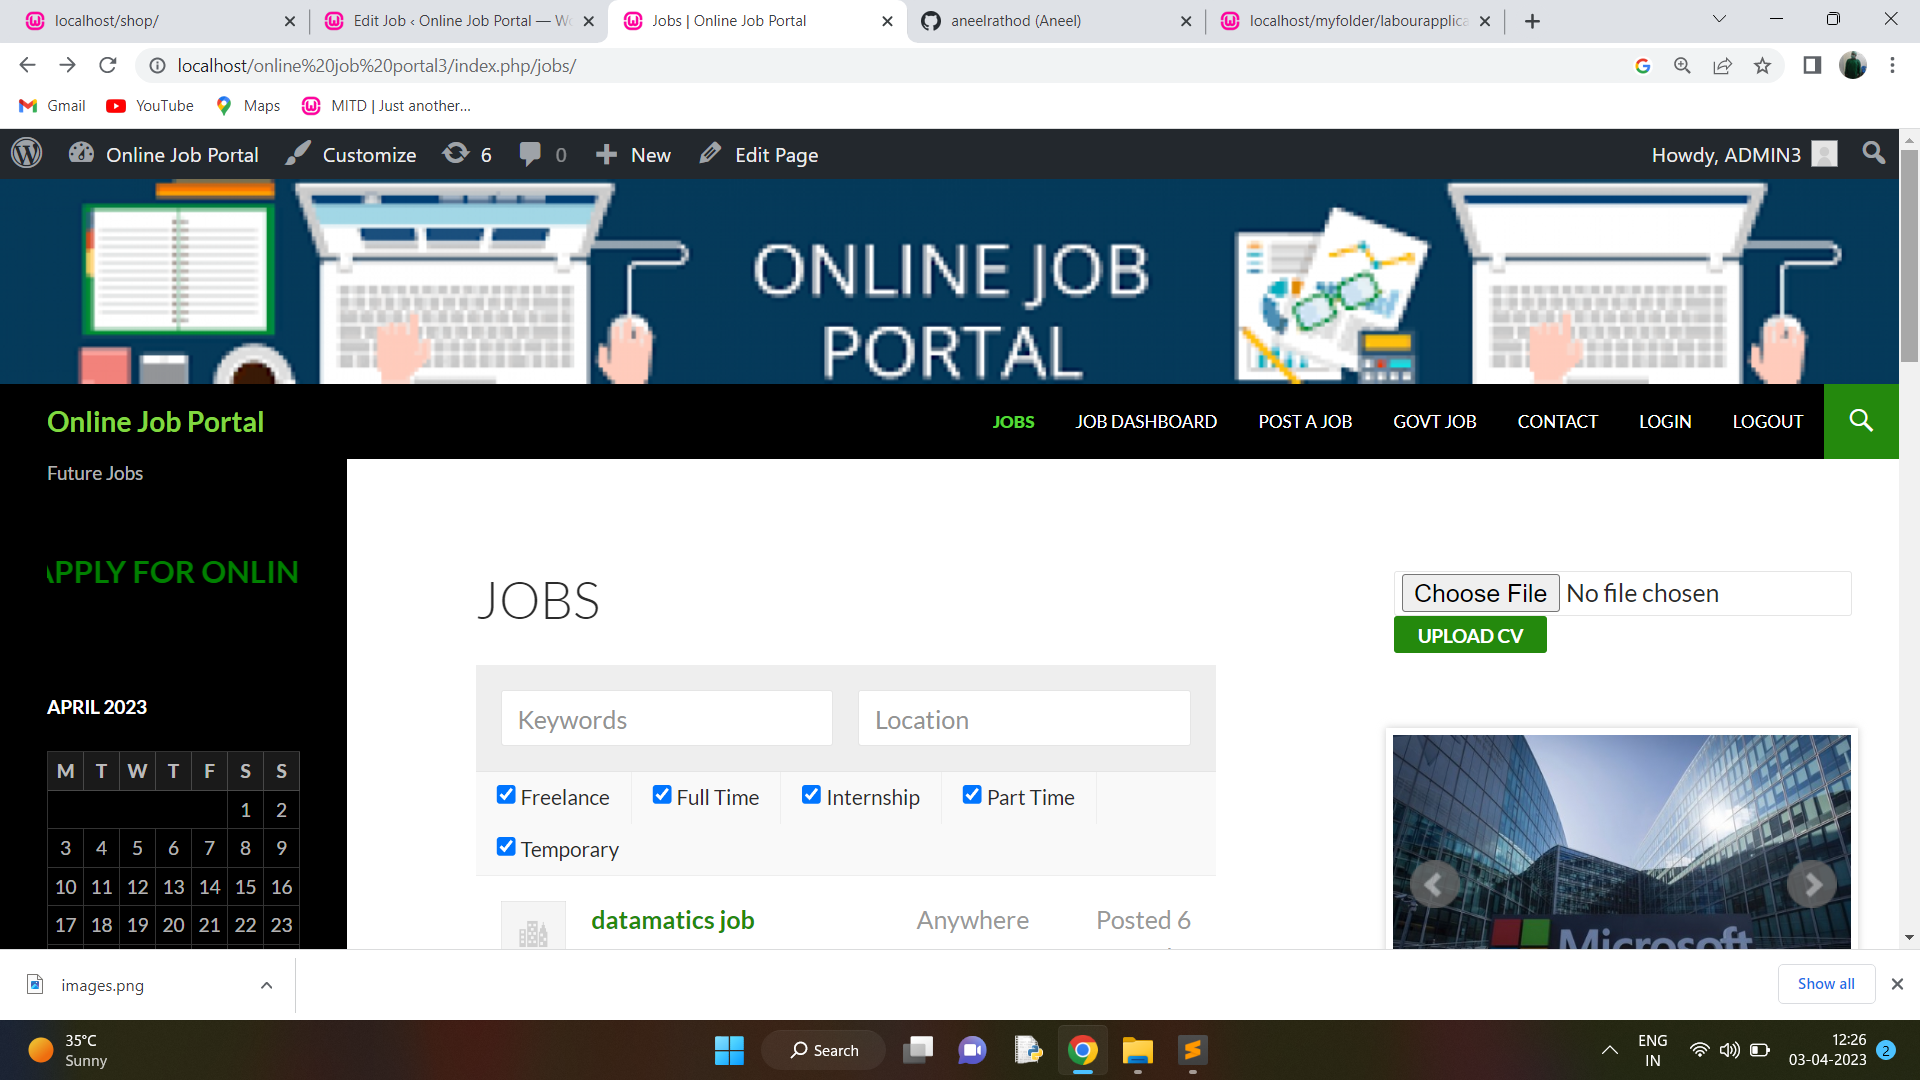 localhost/shop/
Edit Job ‹ Online Job Portal — Wo
Jobs | Online Job Portal
aneelrathod (Aneel)
localhost/myfolder/labourapplica
localhost/online%20job%20portal3/index.php/jobs/
Gmail
YouTube
Maps
MITD | Just another...
Online Job Portal
Customize
6
0
New
Edit Page
Howdy, ADMIN3
ONLINE JOB
PORTAL
Online Job Portal
JOBS
JOB DASHBOARD
POST A JOB
GOVT JOB
CONTACT
LOGIN
LOGOUT
Future Jobs
APPLY FOR ONLIN
JOBS
Choose File No file chosen
UPLOAD CV
Keywords
Location
APRIL 2023
M T W T F S S
1 2
3 4 5 6 7 8 9
10 11 12 13 14 15 16
17 18 19 20 21 22 23
Freelance
Full Time
Internship
Part Time
Temporary
datamatics job
Anywhere
Posted 6
Microsoft
images.png
Show all
35°C
Sunny
Search
ENG
IN
12:26
03-04-2023
2